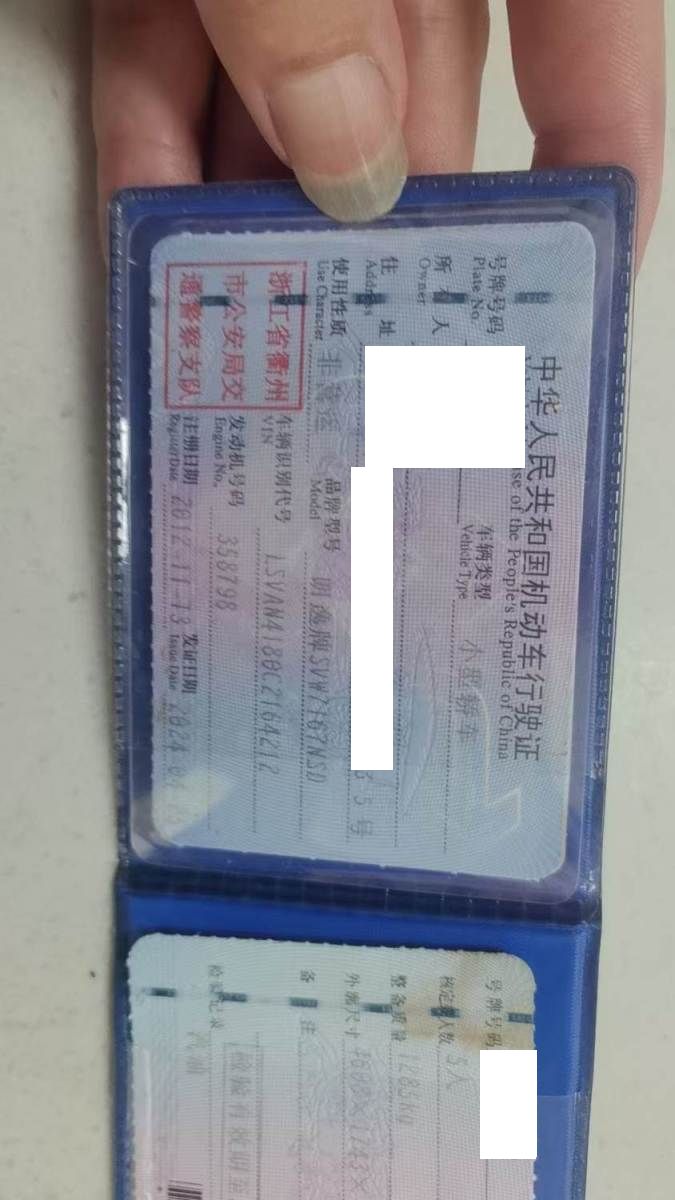 中华人民共和国机动车行驶证
se of the People's Republic of China
号牌号码
Plate No.
车辆类型 小型轿车
Vehicle Type
所有人
Owner
住址 35号
Address
使用性质 非营运
Use Character
品牌型号 朗逸牌SVW7167NSD
Model
浙江省衢州
市公安局交
通警察支队
车辆识别代号 LSVAN4180C2164212
VIN
发动机号码 358798
Engine No.
注册日期 2012-11-13
Register Date
发证日期 2024
Issue Date
号牌号码
核定载人数 5人
整备质量 1285KG
外廓尺寸
备注
检验记录